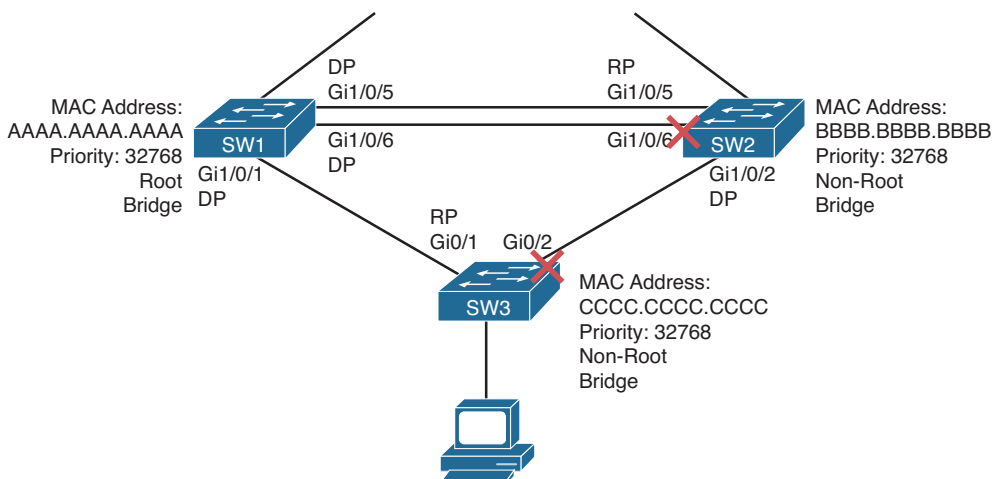 DP
Gi1/0/5
RP
Gi1/0/5
MAC Address:
AAAA.AAAA.AAAA
Priority: 32768
Root
Bridge
SW1
Gi1/0/6
DP
Gi1/0/6
SW2
MAC Address:
BBBB.BBBB.BBBB
Priority: 32768
Non-Root
Bridge
Gi1/0/1
DP
Gi1/0/2
DP
RP
Gi0/1
Gi0/2
SW3
MAC Address:
CCCC.CCCC.CCCC
Priority: 32768
Non-Root
Bridge